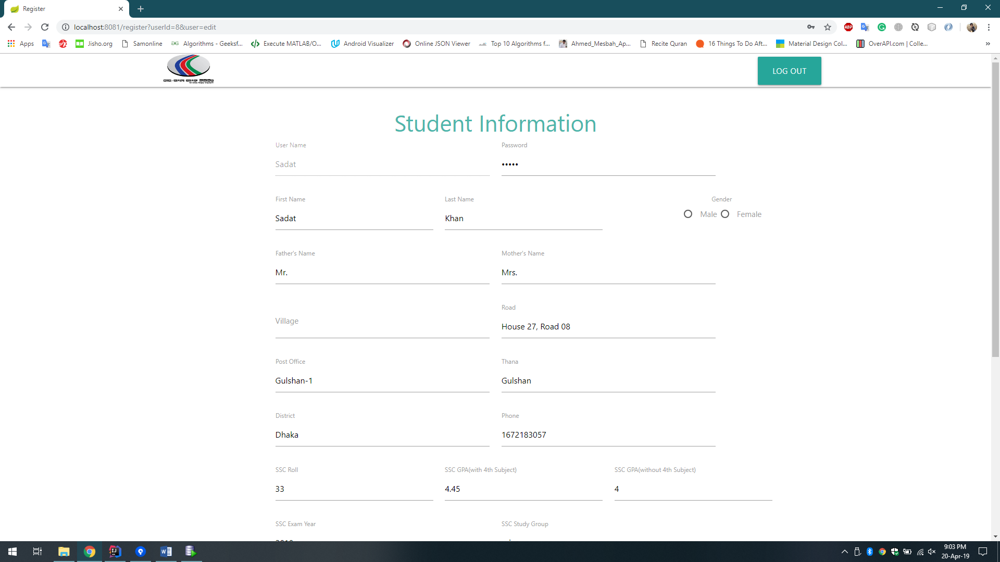 Register
localhost:8081/register?userId=8&user=edit
ABP
Apps
Jisho.org
Samonline
Algorithms - Geeksf...
Execute MATLAB/O...
Android Visualizer
Online JSON Viewer
Top 10 Algorithms f...
Ahmed_Mesbah_Ap...
Recite Quran
16 Things To Do Aft...
Material Design Col...
OverAPI.com | Colle...
»
LOG OUT
Student Information
User Name
Password
Sadat
•••••
First Name
Last Name
Gender
Sadat
Khan
Male
Female
Father's Name
Mother's Name
Mr.
Mrs.
Road
Village
House 27, Road 08
Post Office
Thana
Gulshan-1
Gulshan
District
Phone
Dhaka
1672183057
SSC Roll
SSC GPA(with 4th Subject)
SSC GPA(without 4th Subject)
33
4.45
4
SSC Exam Year
SSC Study Group
9:03 PM
20-Apr-19